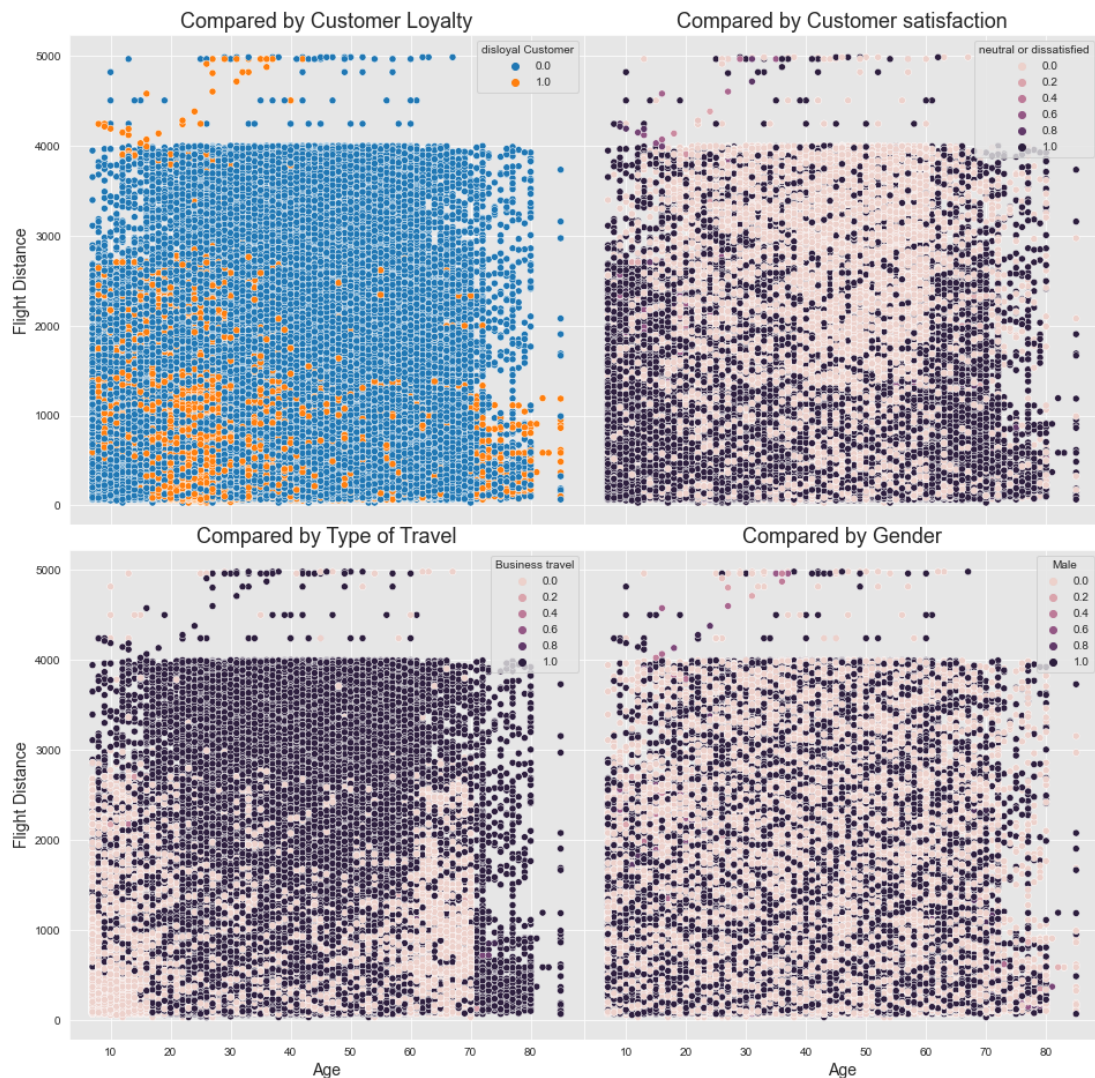 Compared by Customer Loyalty
Compared by Customer satisfaction
Flight Distance
5000
4000
3000
2000
1000
0
disloyal Customer
0.0
1.0
neutral or dissatisfied
0.0
0.2
0.4
0.6
0.8
1.0
Compared by Type of Travel
Compared by Gender
Flight Distance
5000
4000
3000
2000
1000
0
Business travel
0.0
0.2
0.4
0.6
0.8
1.0
Male
0.0
0.2
0.4
0.6
0.8
1.0
10 20 30 40 50 60 70 80
Age
10 20 30 40 50 60 70 80
Age